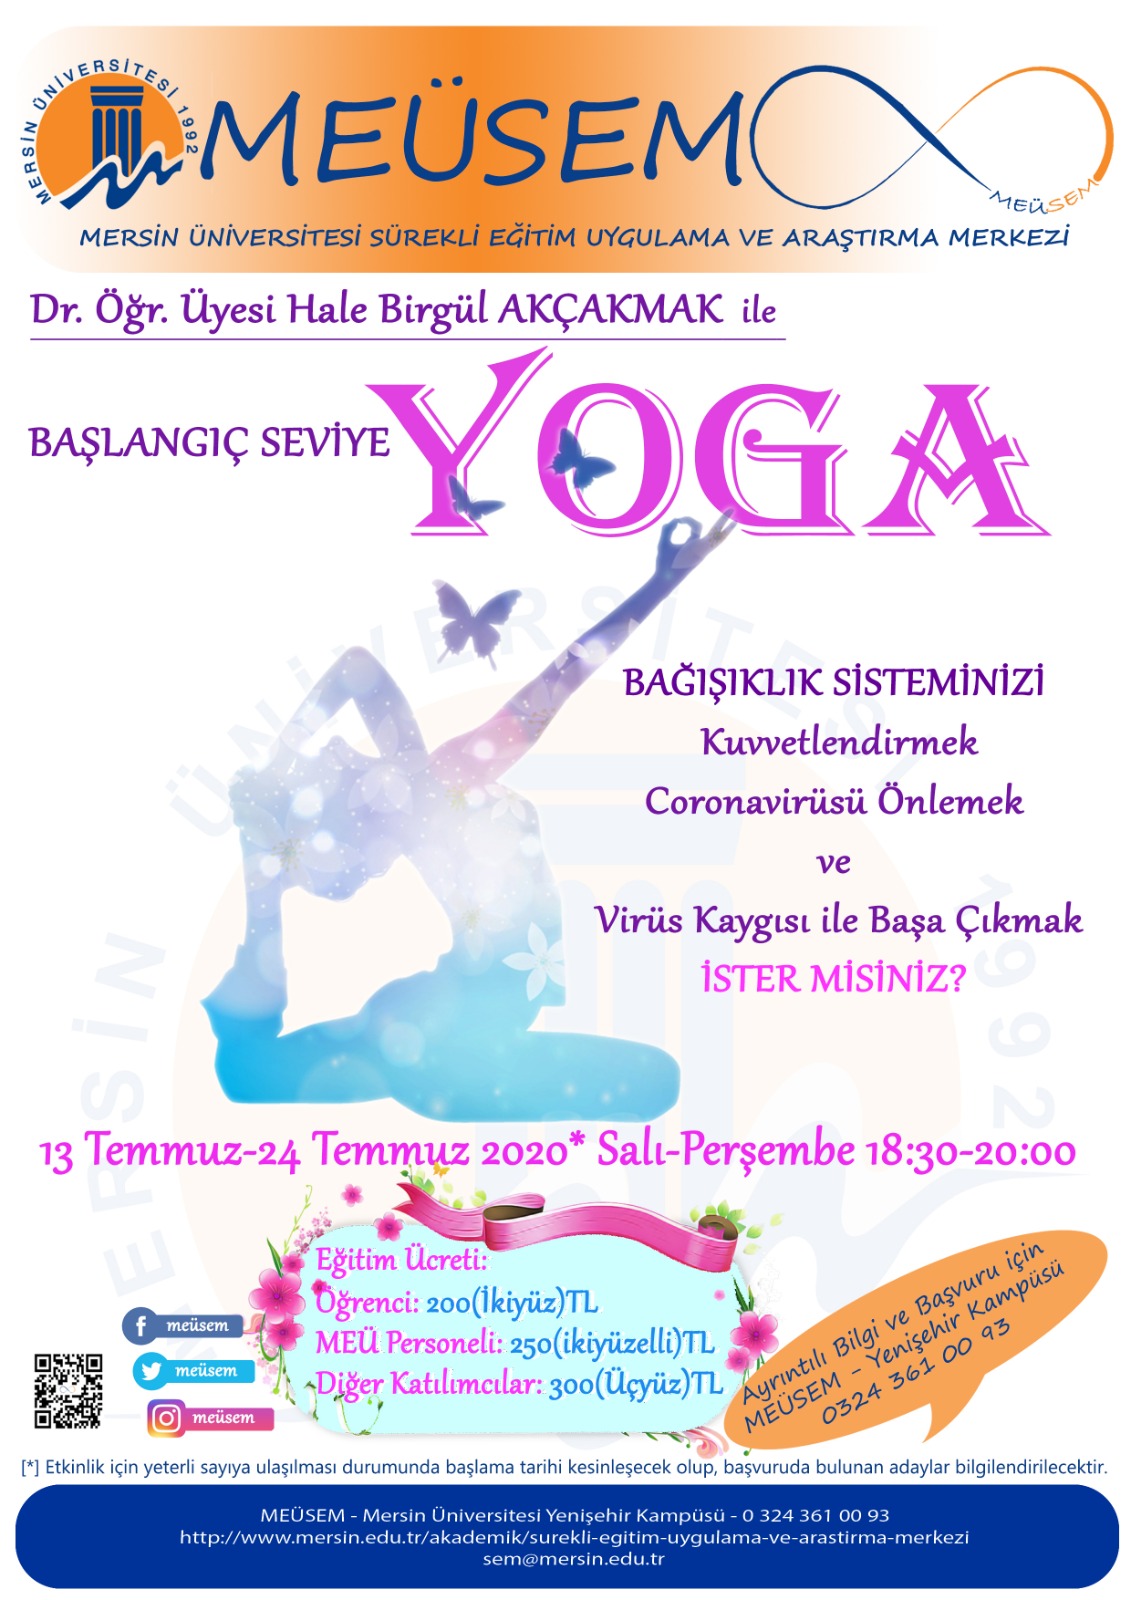 MERSİN ÜNİVERSİTESİ 1992
MEÜSEM
MEÜSEM
MERSİN ÜNİVERSİTESİ SÜREKLİ EĞİTİM UYGULAMA VE ARAŞTIRMA MERKEZİ
Dr. Öğr. Üyesi Hale Birgül AKÇAKMAK ile
BAŞLANGIÇ SEVİYE YOGA
BAĞIŞIKLIK SİSTEMİNİZİ
Kuvvetlendirmek
Coronavirüsü Önlemek
ve
Virüs Kaygısı ile Başa Çıkmak
İSTER MİSİNİZ?
MERSİN ÜNİVERSİTESİ 1992
13 Temmuz-24 Temmuz 2020* Salı-Perşembe 18:30-20:00
Eğitim Ücreti:
Öğrenci: 200(İkiyüz)TL
MEÜ Personeli: 250(ikiyüzelli)TL
Diğer Katılımcılar: 300(Üçyüz)TL
meüsem
meüsem
meüsem
Ayrıntılı Bilgi ve Başvuru için
MEÜSEM - Yenişehir Kampüsü
0324 361 00 93
[*] Etkinlik için yeterli sayıya ulaşılması durumunda başlama tarihi kesinleşecek olup, başvuruda bulunan adaylar bilgilendirilecektir.
MEÜSEM - Mersin Üniversitesi Yenişehir Kampüsü - 0 324 361 00 93
http://www.mersin.edu.tr/akademik/surekli-egitim-uygulama-ve-arastirma-merkezi
sem@mersin.edu.tr